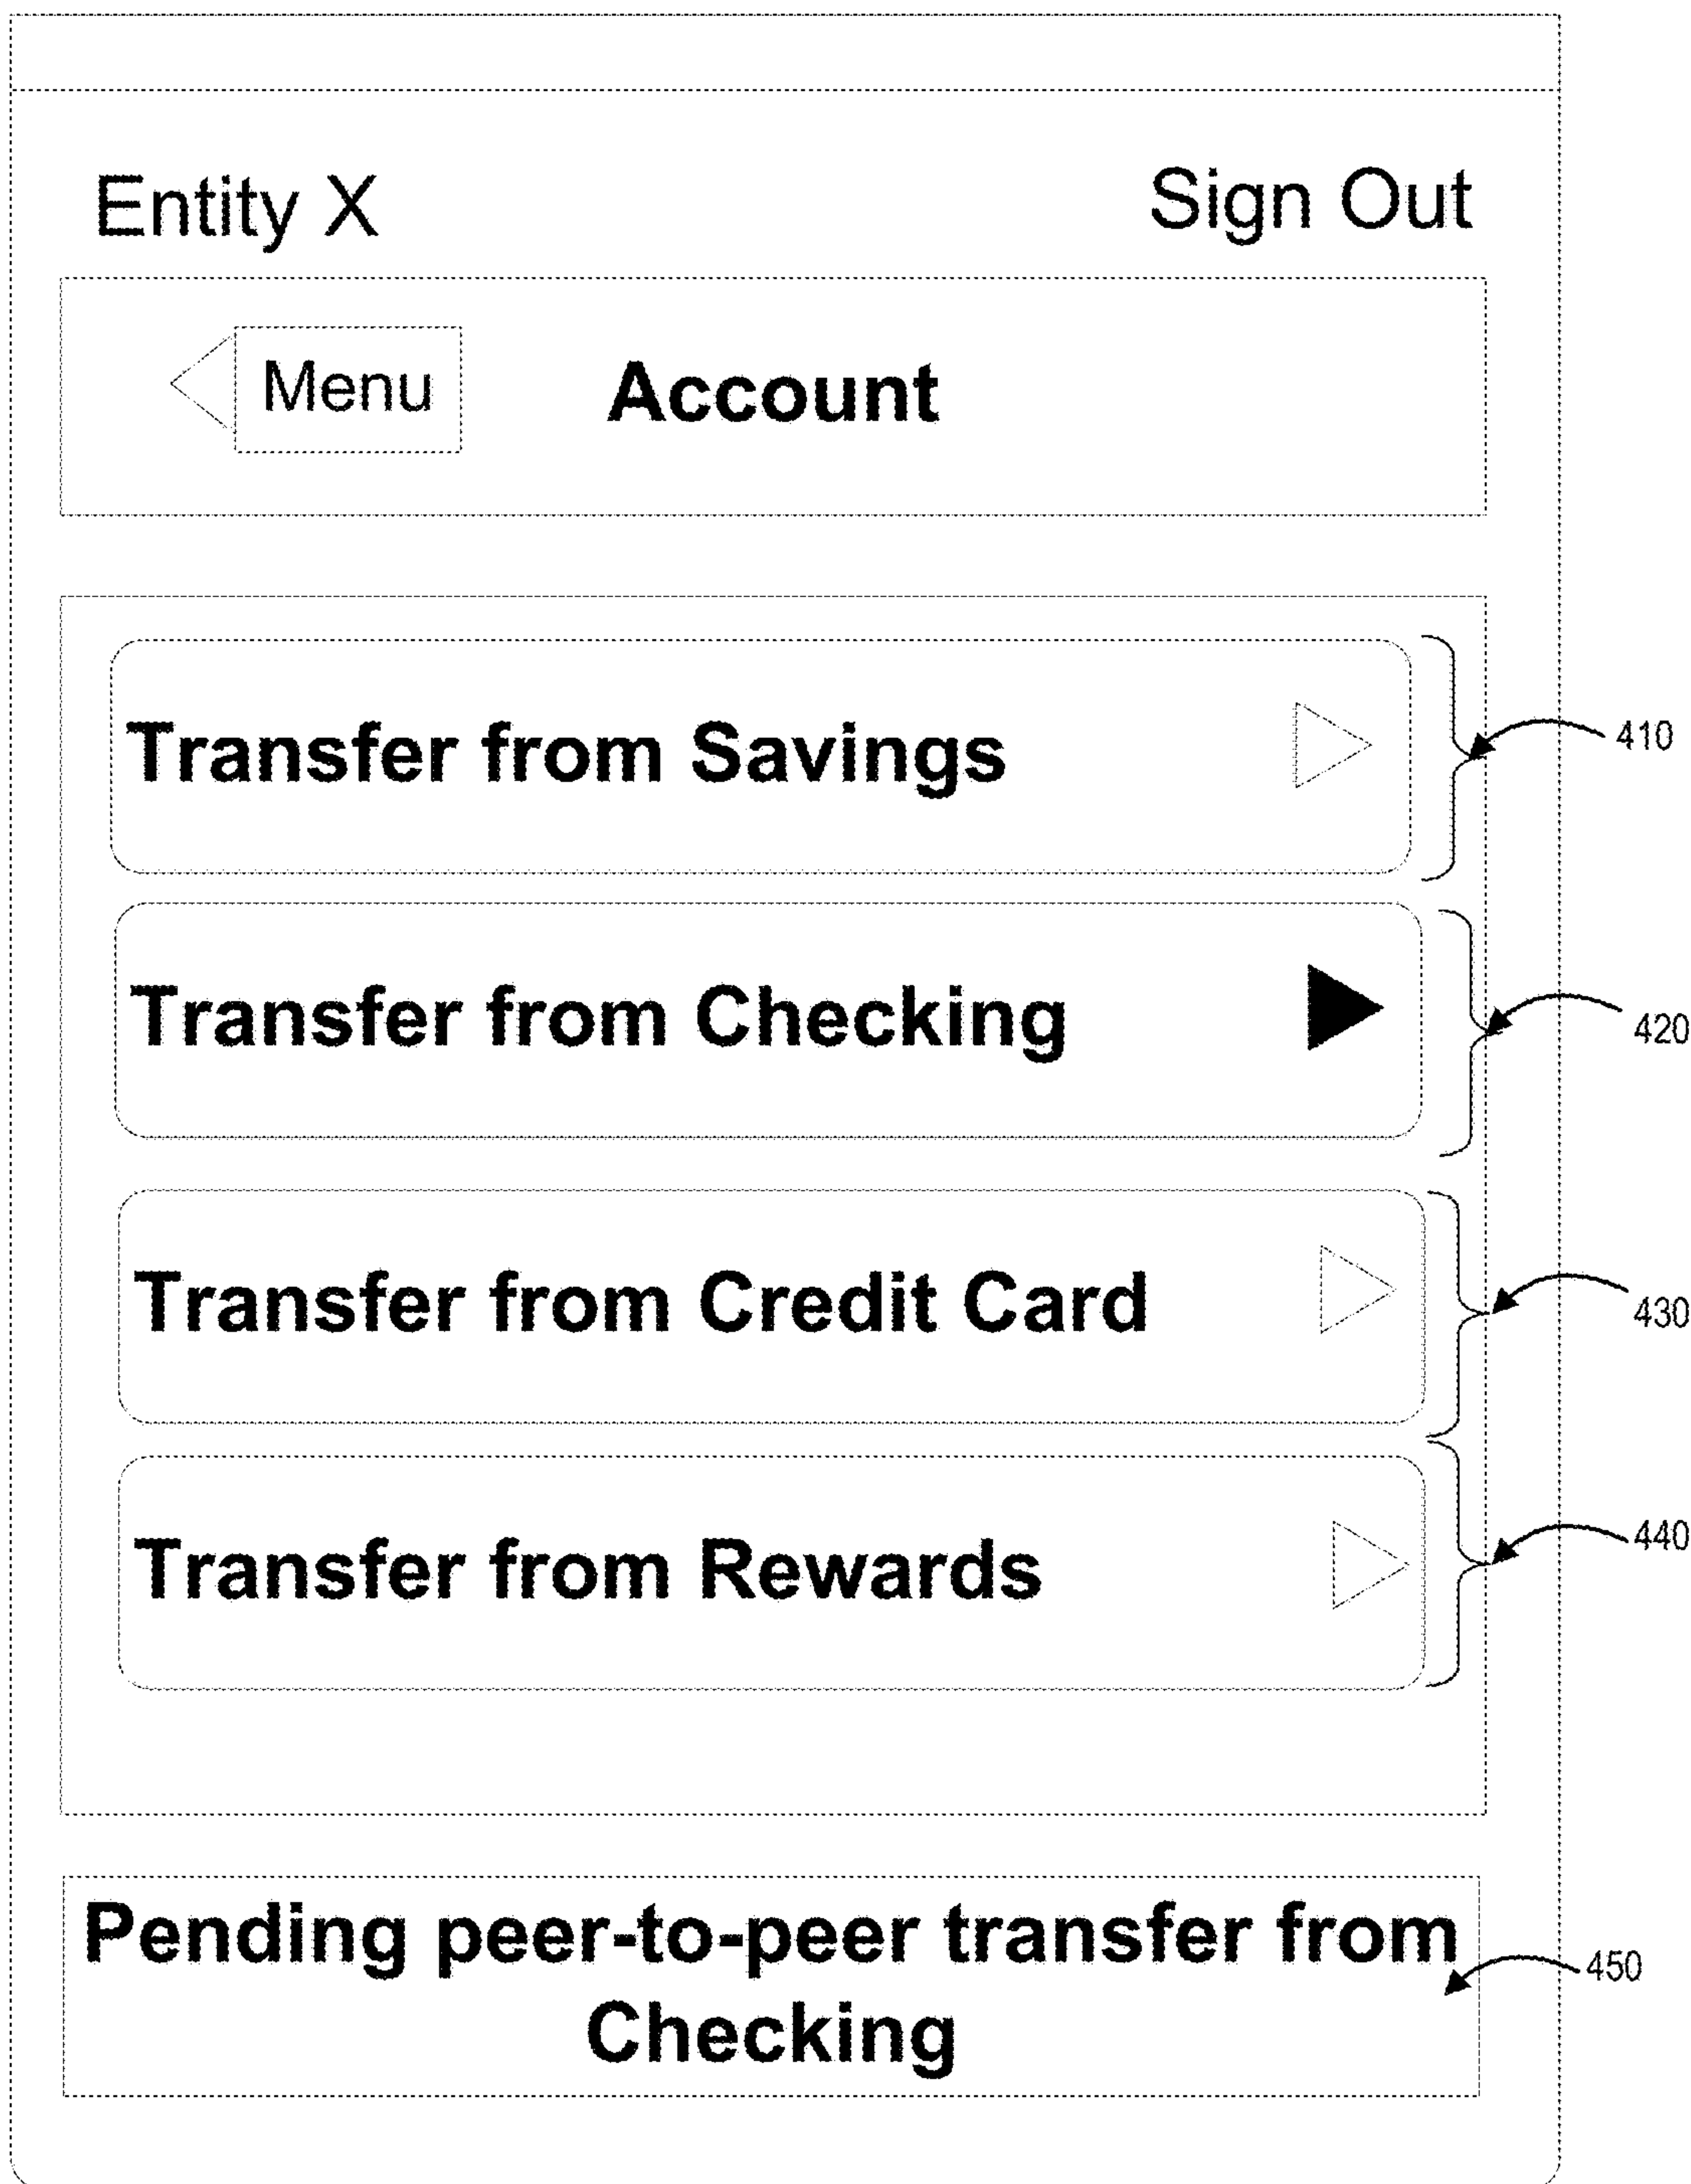 Entity X
Sign Out
Menu
Account
Transfer from Savings
410
Transfer from Checking
420
Transfer from Credit Card
430
Transfer from Rewards
440
Pending peer-to-peer transfer from
450
Checking